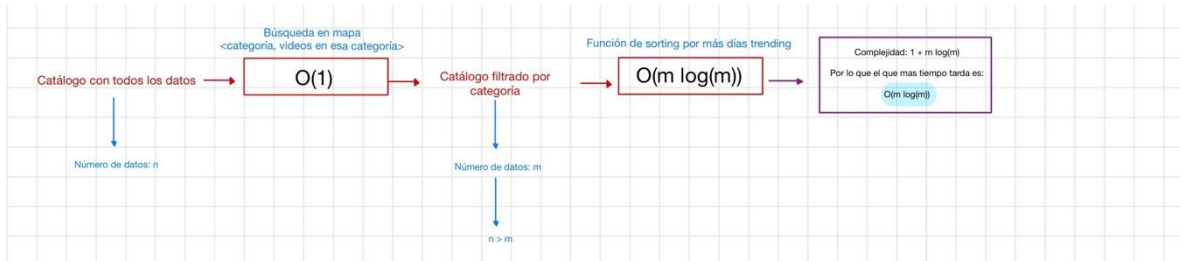 Búsqueda en mapa
<categoría, videos en esa categoría>
Catálogo con todos los datos
O(1)
Catálogo filtrado por
categoría
Función de sorting por más días trending
O(m log(m))
Complejidad: 1 + m log(m)
Por lo que el que mas tiempo tarda es:
O(m log(m))
Número de datos: n
Número de datos: m
n > m